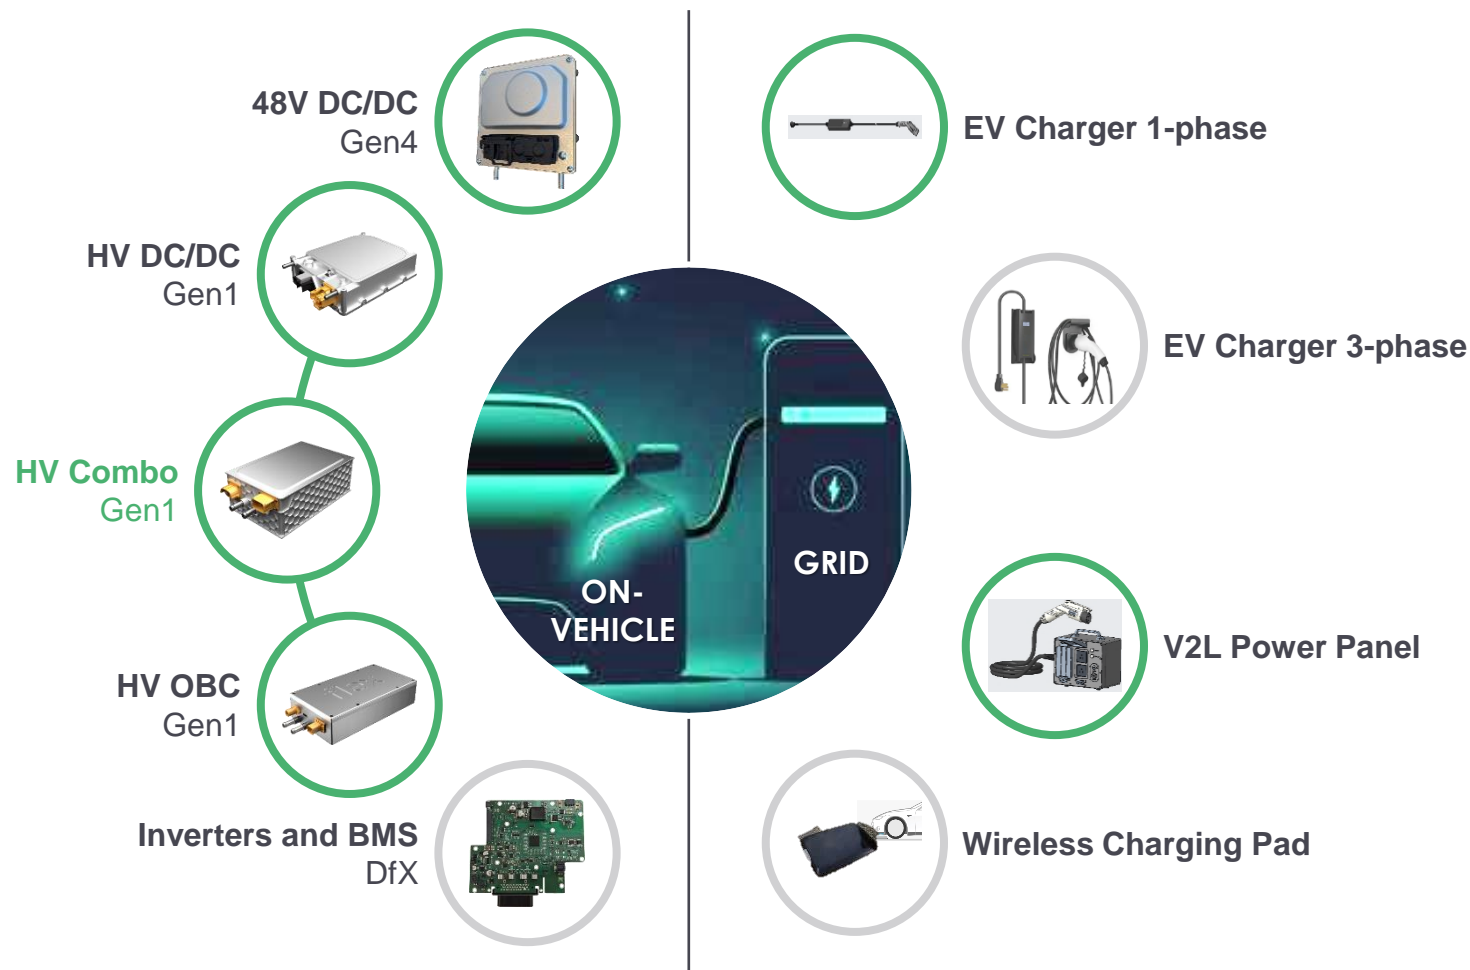 48V DC/DC
Gen4
HV DC/DC
Gen1
HV Combo
Gen1
HV OBC
Gen1
Inverters and BMS
DfX
ON-
VEHICLE
GRID
EV Charger 1-phase
EV Charger 3-phase
V2L Power Panel
Wireless Charging Pad